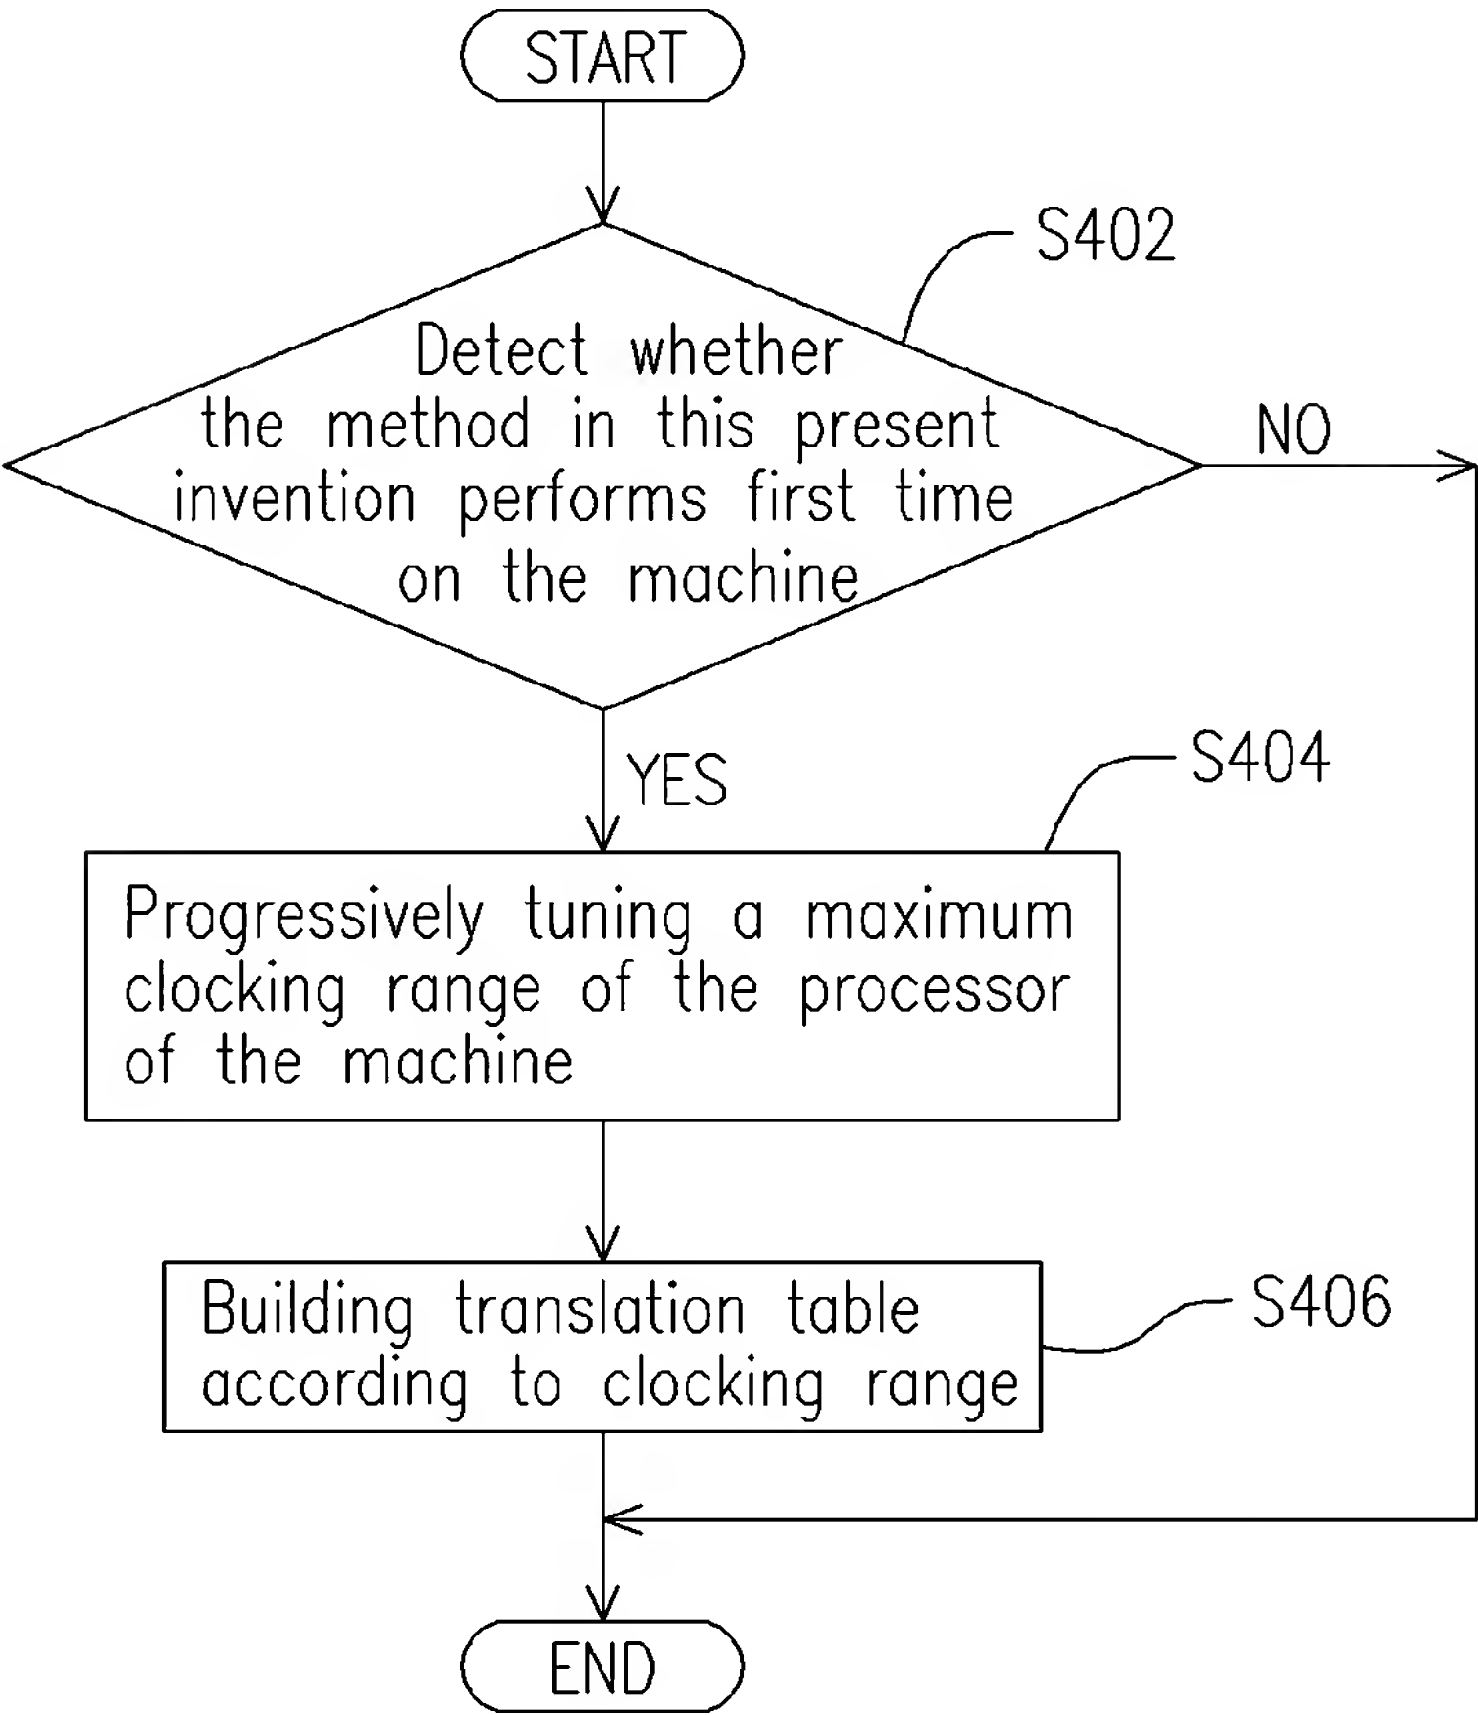 START
S402
Detect whether
the method in this present
invention performs first time
on the machine
NO
YES
S404
Progressively tuning a maximum
clocking range of the processor
of the machine
Building translation table
according to clocking range
S406
END